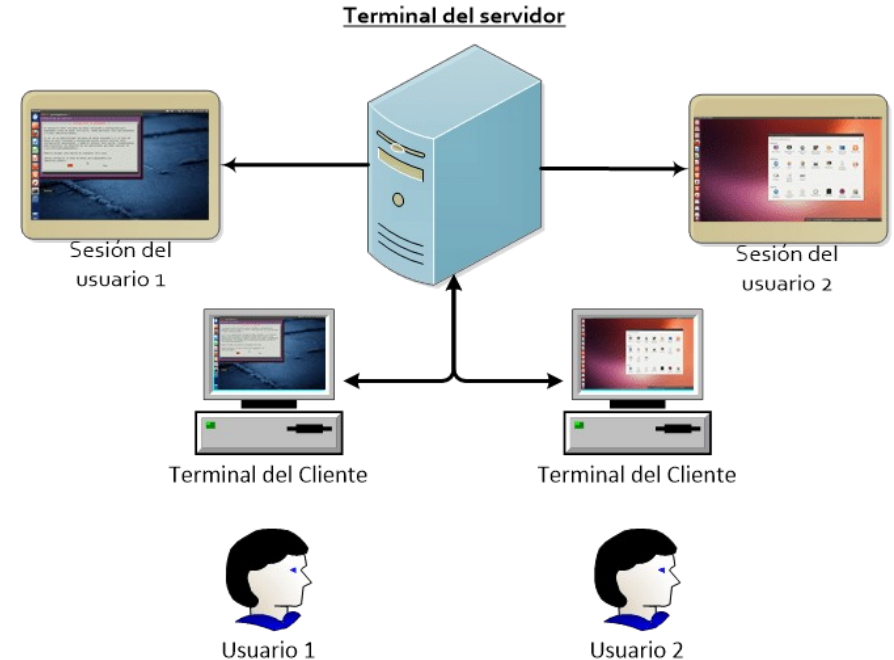 Terminal del servidor
Sesión del
usuario 1
Sesión del
usuario 2
Terminal del Cliente
Terminal del Cliente
Usuario 1
Usuario 2